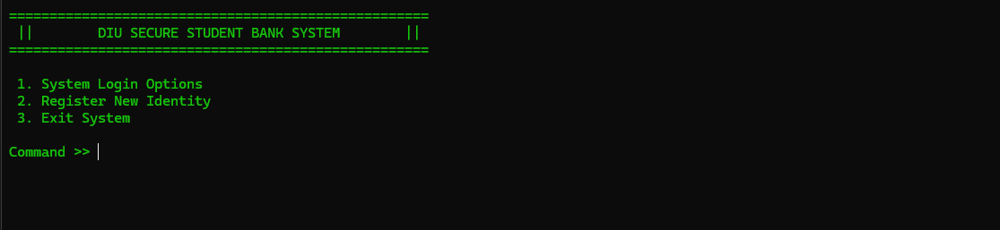 ====================================================
||        DIU SECURE STUDENT BANK SYSTEM        ||
====================================================
1. System Login Options
2. Register New Identity
3. Exit System
Command >>